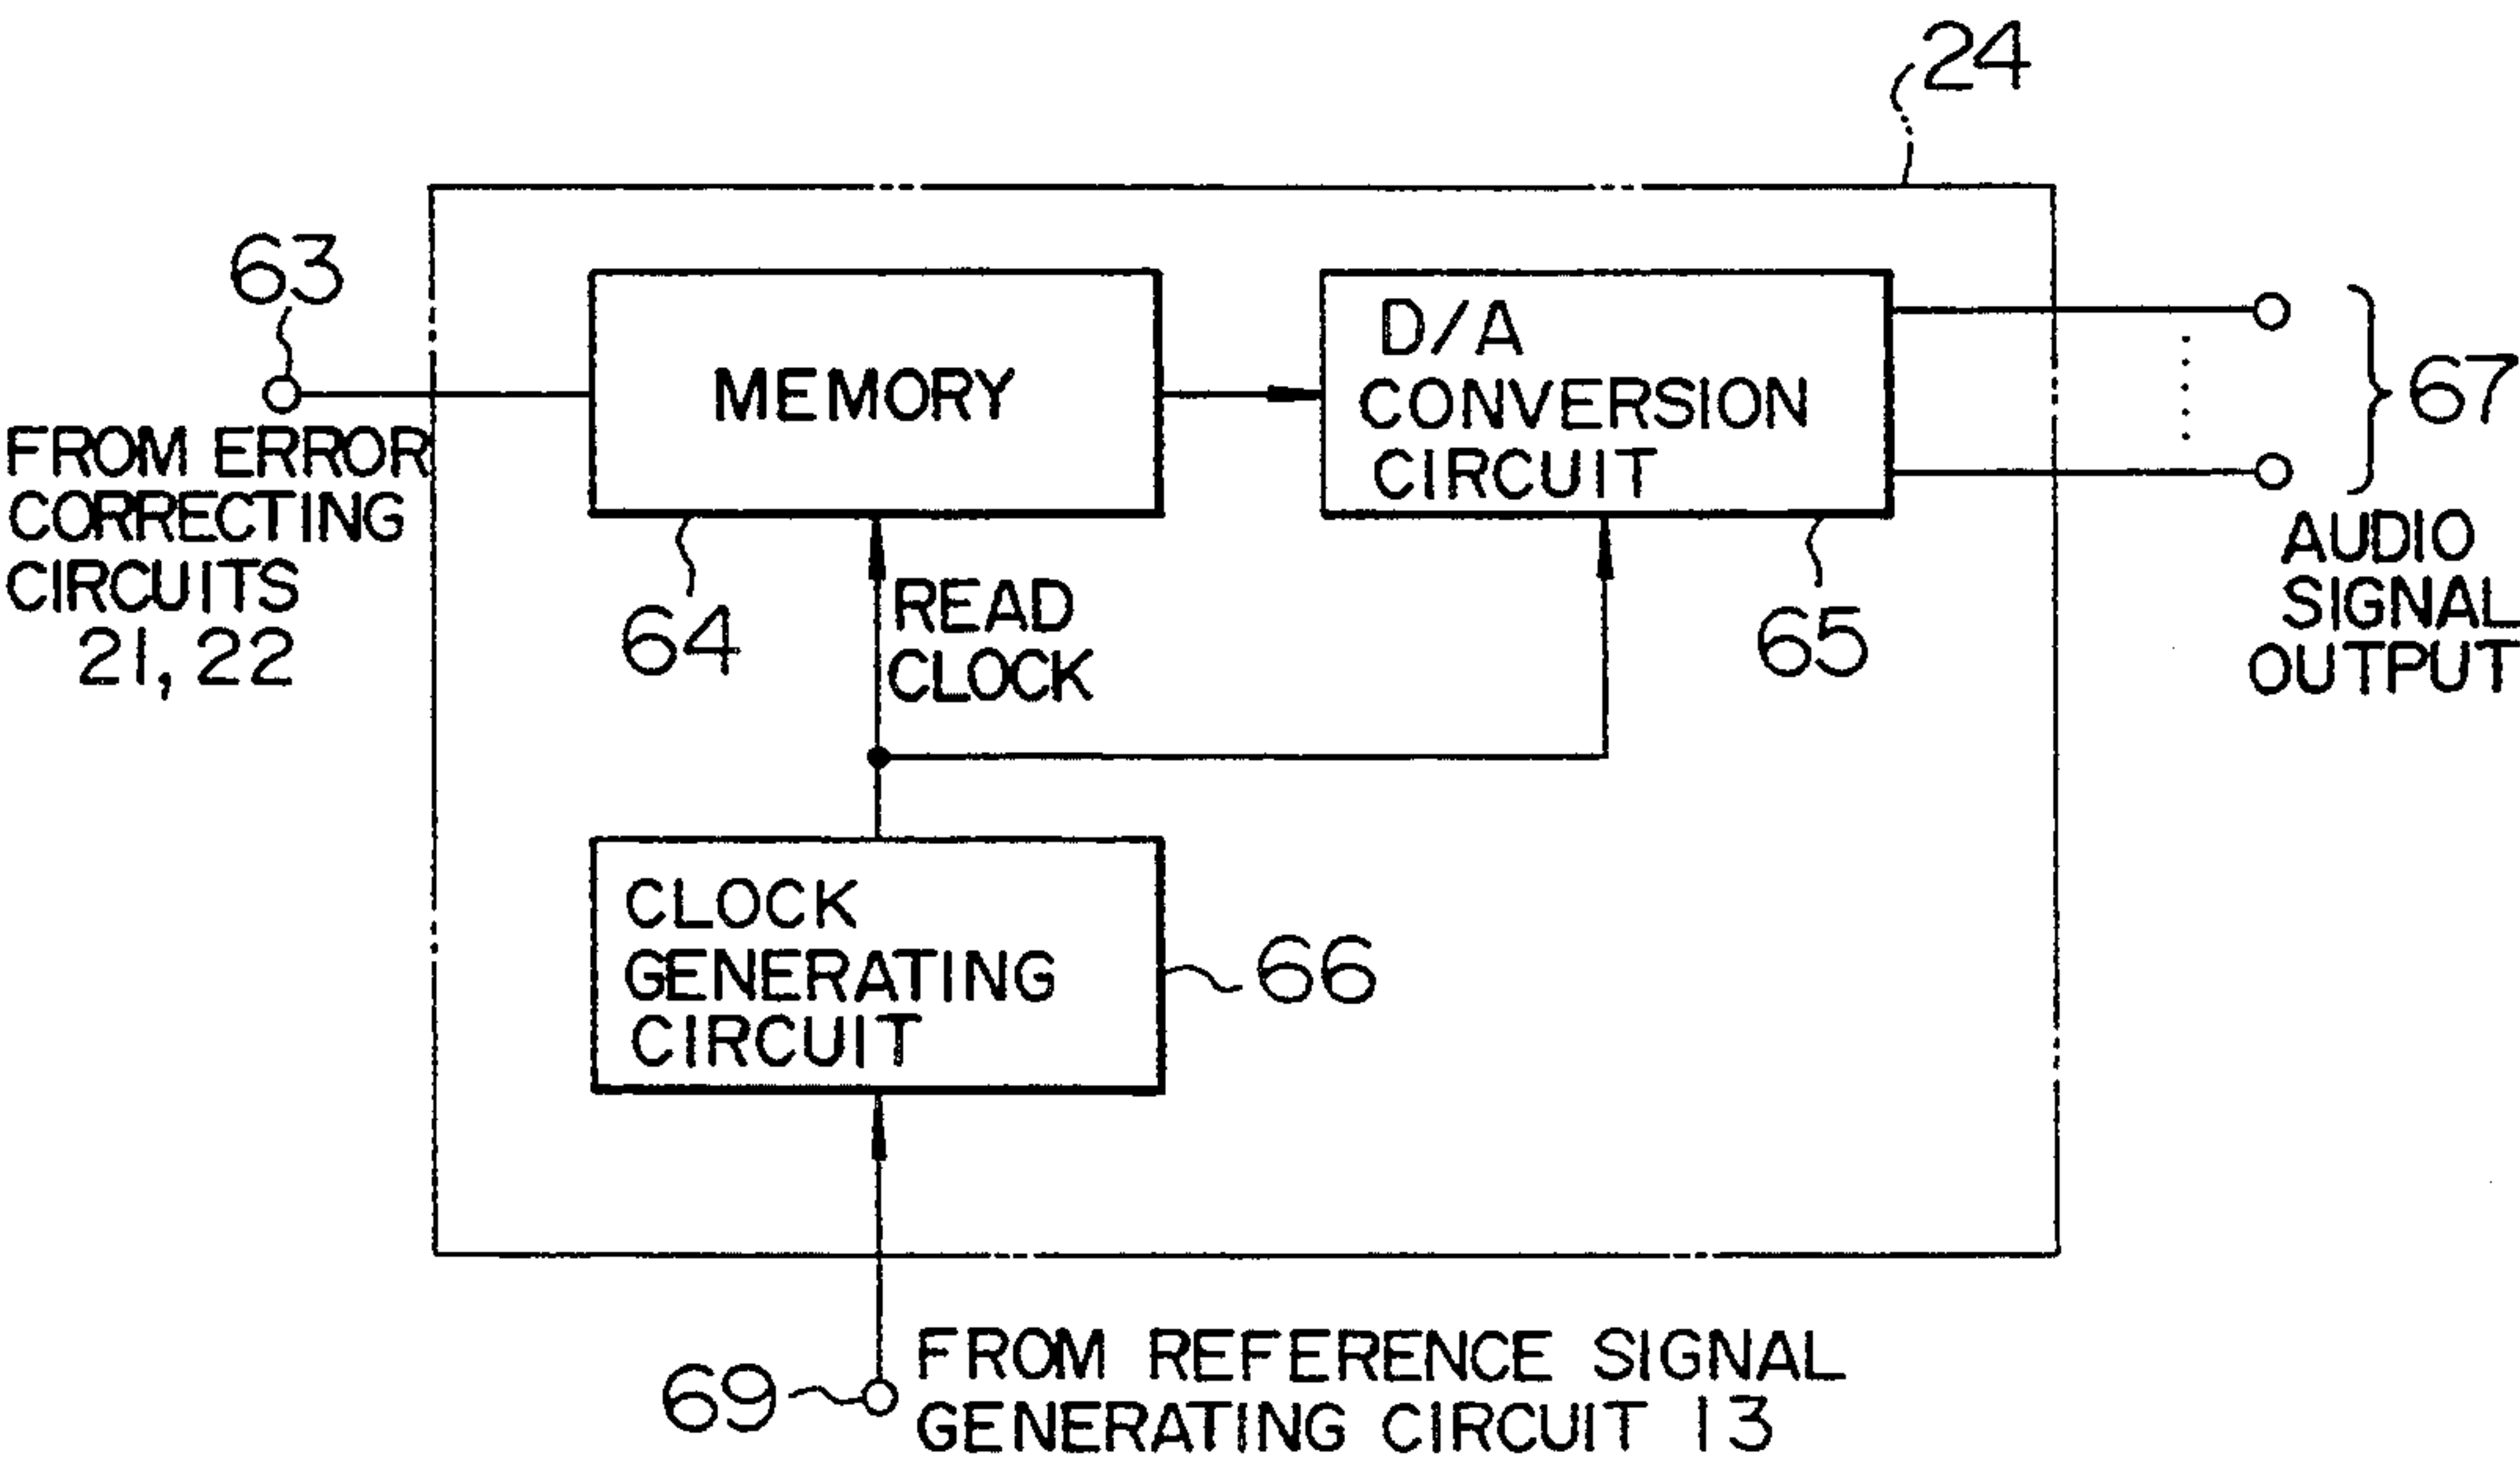 24
63
FROM ERROR
CORRECTING
CIRCUITS
21, 22
MEMORY
64
D/A
CONVERSION
CIRCUIT
65
67
AUDIO
SIGNAL
OUTPUT
READ
CLOCK
CLOCK
GENERATING
CIRCUIT
66
69
FROM REFERENCE SIGNAL
GENERATING CIRCUIT 13